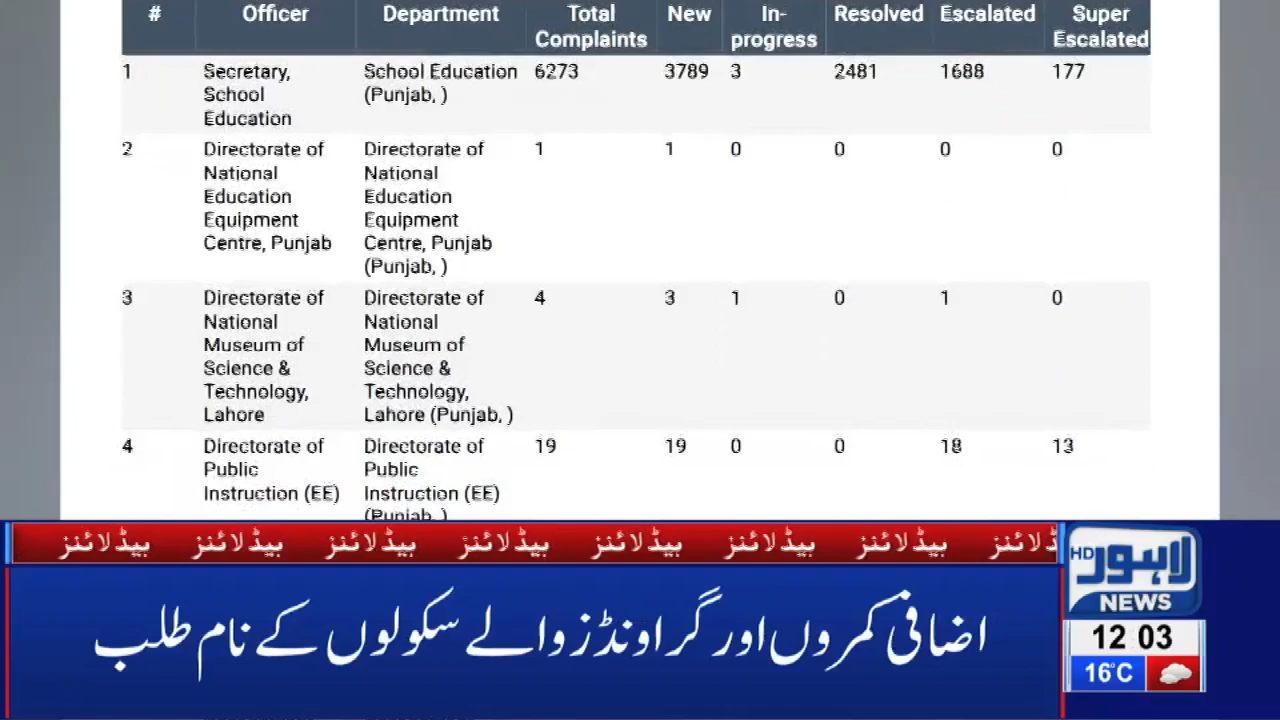 # Officer Department Total Complaints New In-progress Resolved Escalated Super Escalated
1 Secretary, School Education School Education (Punjab, ) 6273 3789 3 2481 1688 177
2 Directorate of National Education Equipment Centre, Punjab Directorate of National Education Equipment Centre, Punjab (Punjab, ) 1 1 0 0 0 0
3 Directorate of National Museum of Science & Technology, Lahore Directorate of National Museum of Science & Technology, Lahore (Punjab, ) 4 3 1 0 1 0
4 Directorate of Public Instruction (EE) Directorate of Public Instruction (EE) (Punjab, ) 19 19 0 0 18 13
ہیڈلائنز ہیڈلائنز ہیڈلائنز ہیڈلائنز ہیڈلائنز ہیڈلائنز ہیڈلائنز
اضافی کمروں اور گراونڈز والے سکولوں کے نام طلب
لاہور HD
NEWS
12 03
16°C